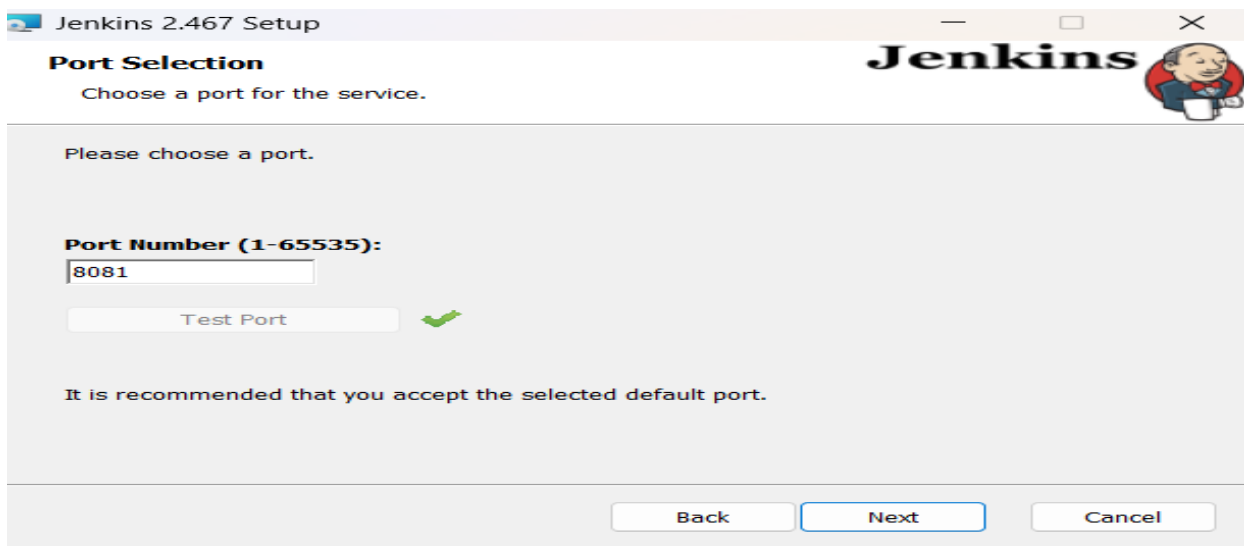 Jenkins 2.467 Setup
Port Selection
Jenkins
Choose a port for the service.
Please choose a port.
Port Number (1-65535):
8081
Test Port
It is recommended that you accept the selected default port.
Back Next Cancel